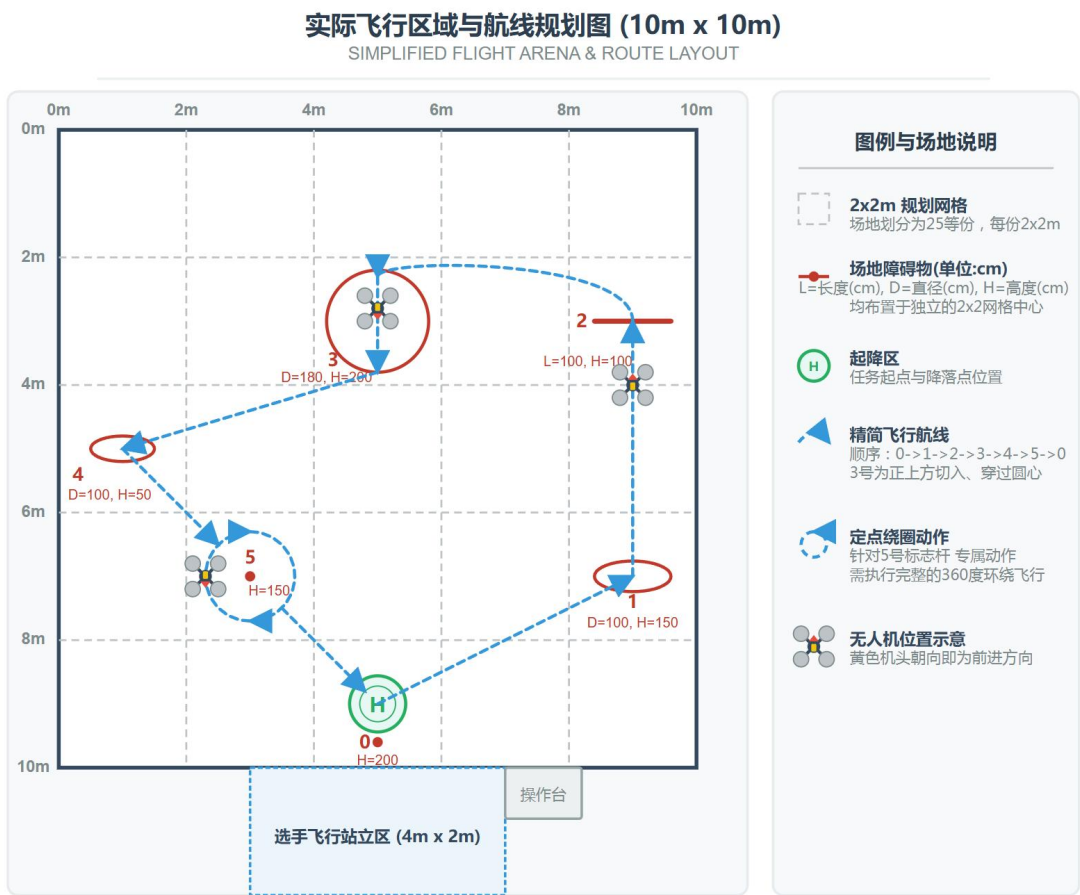 实际飞行区域与航线规划图 (10m x 10m)
SIMPLIFIED FLIGHT ARENA & ROUTE LAYOUT
0m
2m
4m
6m
8m
10m
0m
2m
4m
6m
8m
10m
2
L=100, H=100
3
D=180, H=200
4
D=100, H=50
5
H=150
1
D=100, H=150
H
0
H=200
操作台
选手飞行站立区 (4m x 2m)
图例与场地说明
2x2m 规划网格
场地划分为25等份，每份2x2m
场地障碍物(单位:cm)
L=长度(cm), D=直径(cm), H=高度(cm)
均布置于独立的2x2网格中心
H
起降区
任务起点与降落点位置
精简飞行航线
顺序：0->1->2->3->4->5->0
3号为正上方切入、穿过圆心
定点绕圈动作
针对5号标志杆 专属动作
需执行完整的360度环绕飞行
无人机位置示意
黄色机头朝向即为前进方向